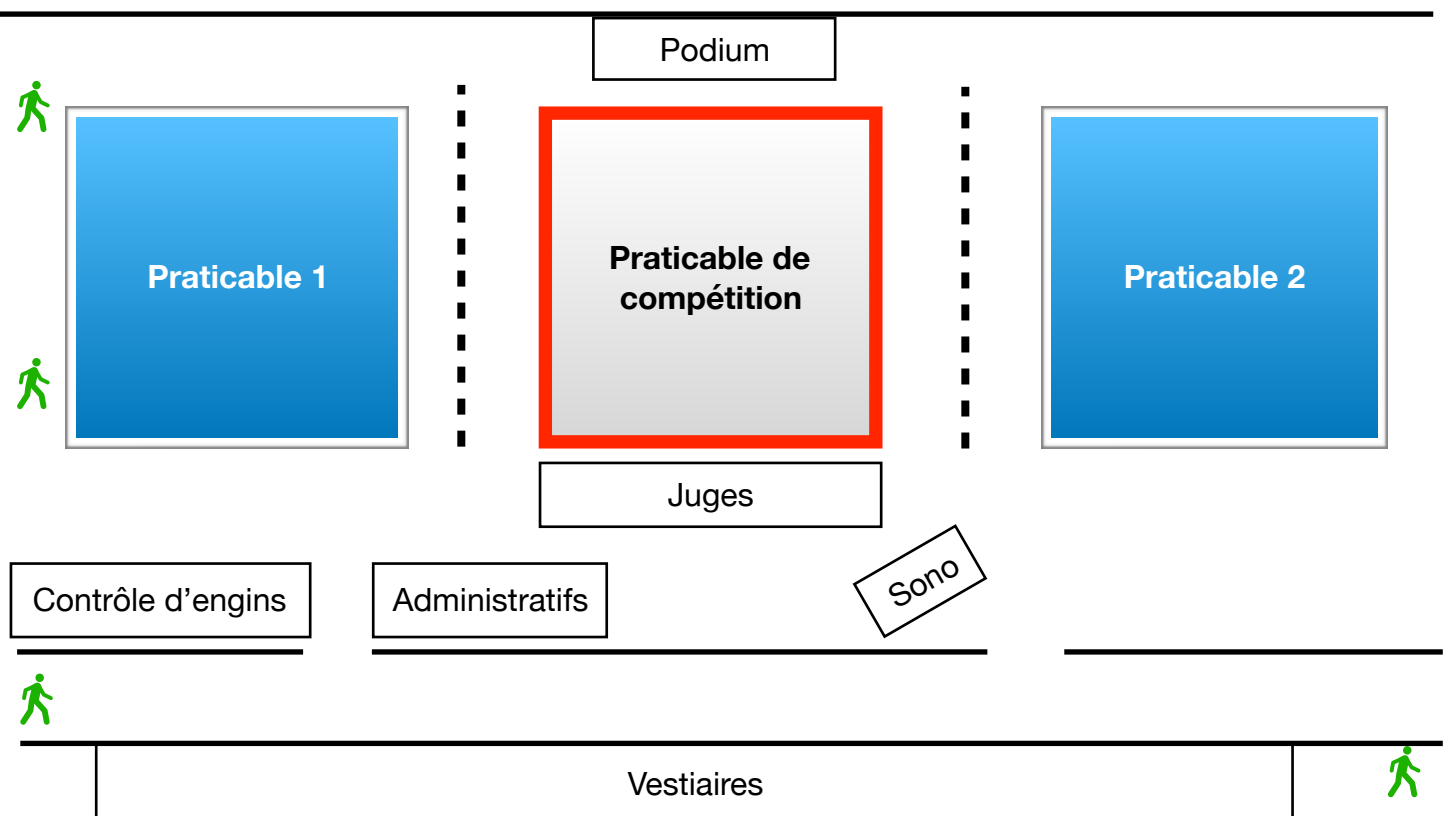 Podium
Praticable 1
Praticable de
compétition
Praticable 2
Juges
Contrôle d’engins
Administratifs
Sono
Vestiaires